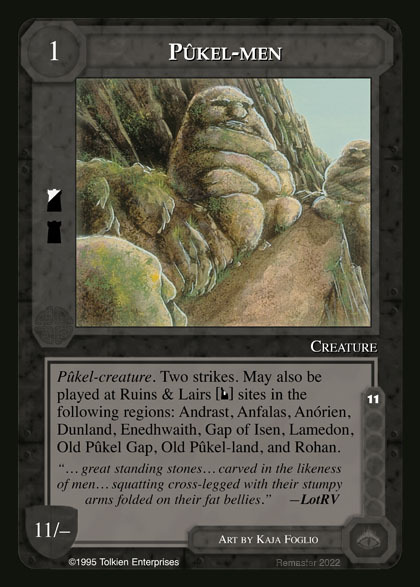 1
PÛKEL-MEN
CREATURE
Pûkel-creature. Two strikes. May also be
played at Ruins & Lairs [] sites in the
following regions: Andrast, Anfalas, Anórien,
Dunland, Enedhwaith, Gap of Isen, Lamedon,
Old Pûkel Gap, Old Pûkel-land, and Rohan.
11
“… great standing stones… carved in the likeness
of men… squatting cross-legged with their stumpy
arms folded on their fat bellies.” –LotRV
11/–
ART BY KAJA FOGLIO
©1995 Tolkien Enterprises
Remaster 2022